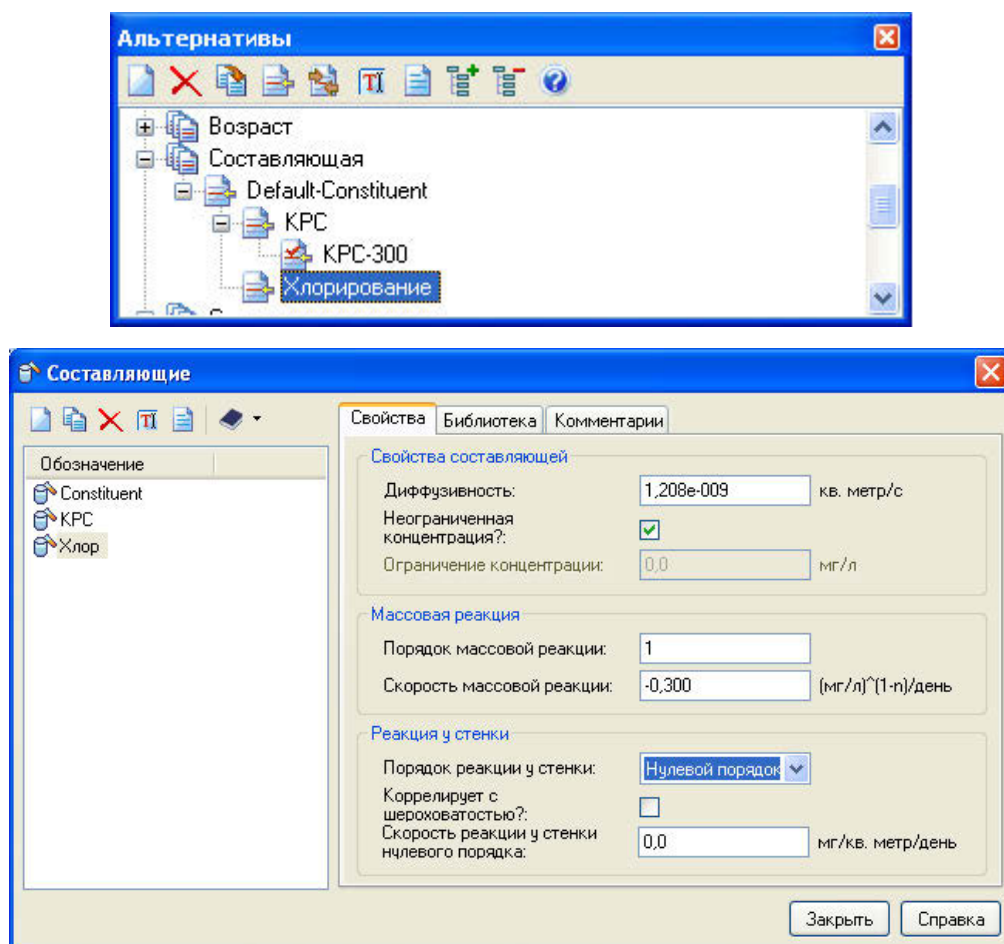 Альтернативы
Возраст
Составляющая
Default-Constituent
КРС
КРС-300
Хлорирование
Составляющие
Обозначение
Constituent
КРС
Хлор
Свойства Библиотека Комментарии
Свойства составляющей
Диффузивность: 1,208e-009 кв. метр/с
Неограниченная
концентрация?:
Ограничение концентрации: 0,0 мг/л
Массовая реакция
Порядок массовой реакции: 1
Скорость массовой реакции: -0,300 (мг/л)^(1-n)/день
Реакция у стенки
Порядок реакции у стенки: Нулевой порядок
Коррелирует с
шероховатостью?:
Скорость реакции у стенки
нулевого порядка: 0,0 мг/кв. метр/день
Закрыть Справка